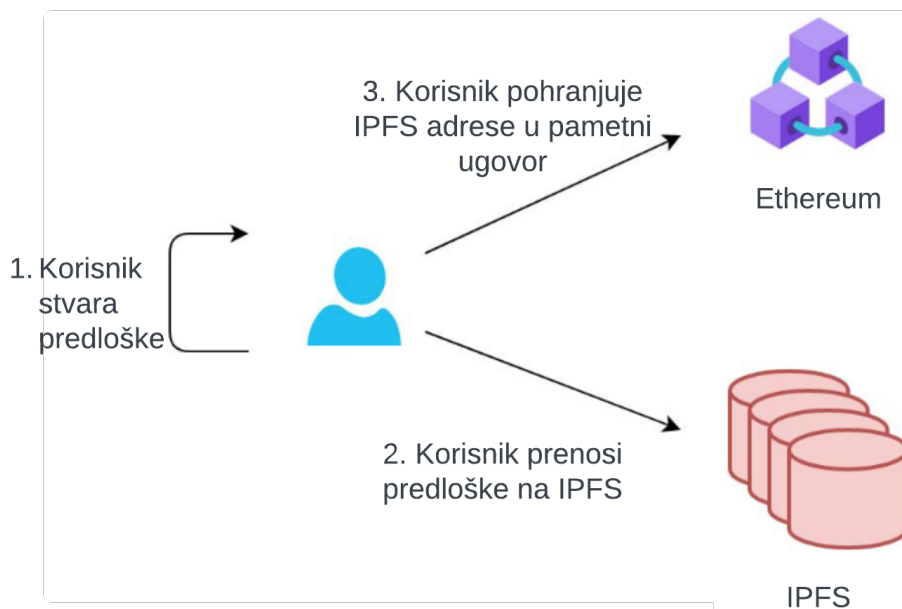 3. Korisnik pohranjuje
IPFS adrese u pametni
ugovor
Ethereum
1. Korisnik
stvara
predloške
2. Korisnik prenosi
predloške na IPFS
IPFS